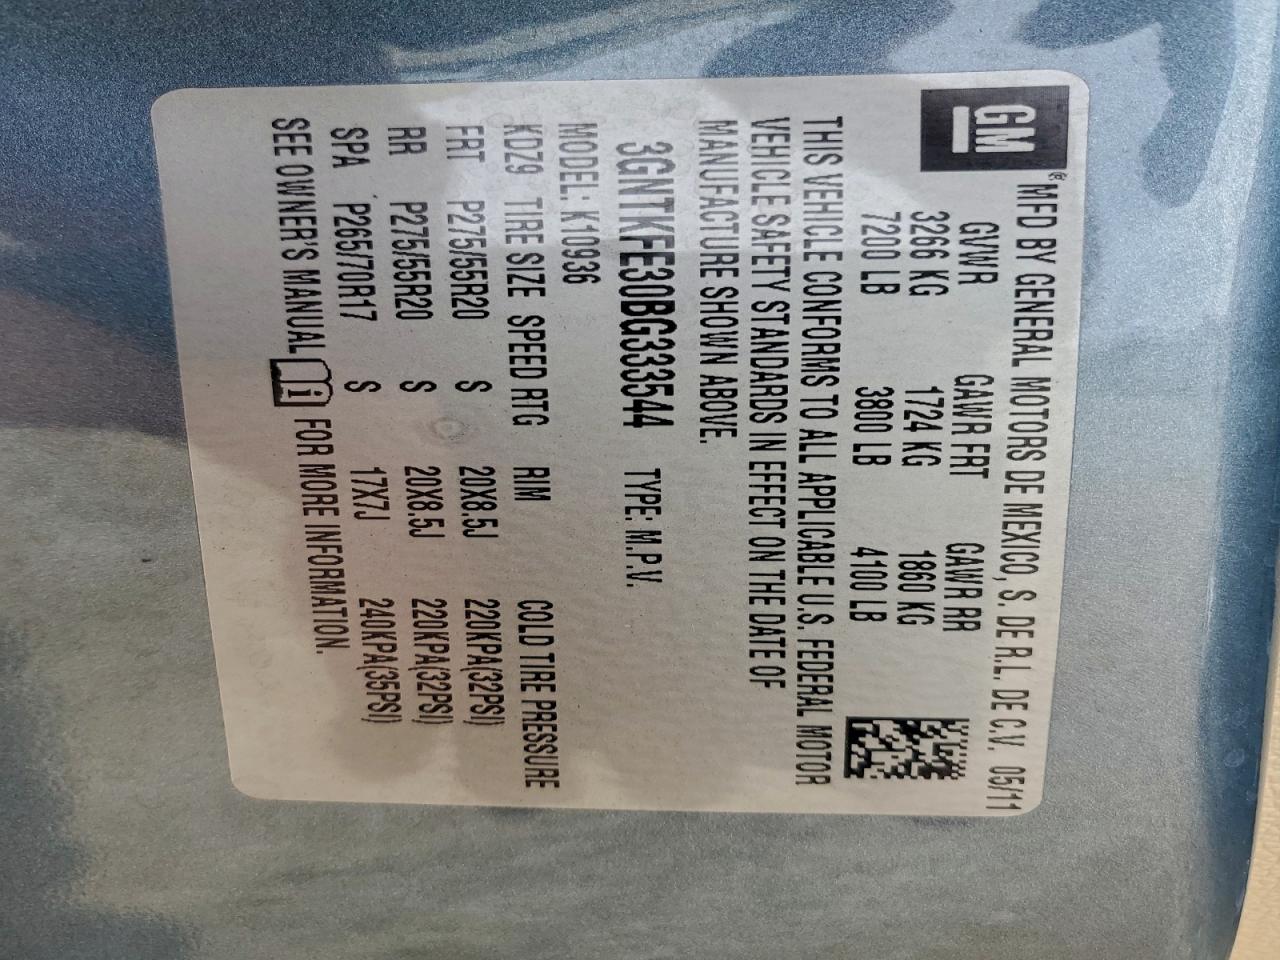 GM
® MFD BY GENERAL MOTORS DE MEXICO, S. DE R.L. DE C.V. 05/11
GVWR GAWR FRT GAWR RR
3266 KG 1724 KG 1860 KG
7200 LB 3800 LB 4100 LB
THIS VEHICLE CONFORMS TO ALL APPLICABLE U.S. FEDERAL MOTOR
VEHICLE SAFETY STANDARDS IN EFFECT ON THE DATE OF
MANUFACTURE SHOWN ABOVE.
3GNTKFE30BG333544 TYPE: M.P.V.
MODEL: K10936
KDZ9 TIRE SIZE SPEED RTG RIM COLD TIRE PRESSURE
FRT P275/55R20 S 20X8.5J 220KPA(32PSI)
RR P275/55R20 S 20X8.5J 220KPA(32PSI)
SPA P265/70R17 S 17X7J 240KPA(35PSI)
SEE OWNER'S MANUAL i FOR MORE INFORMATION.